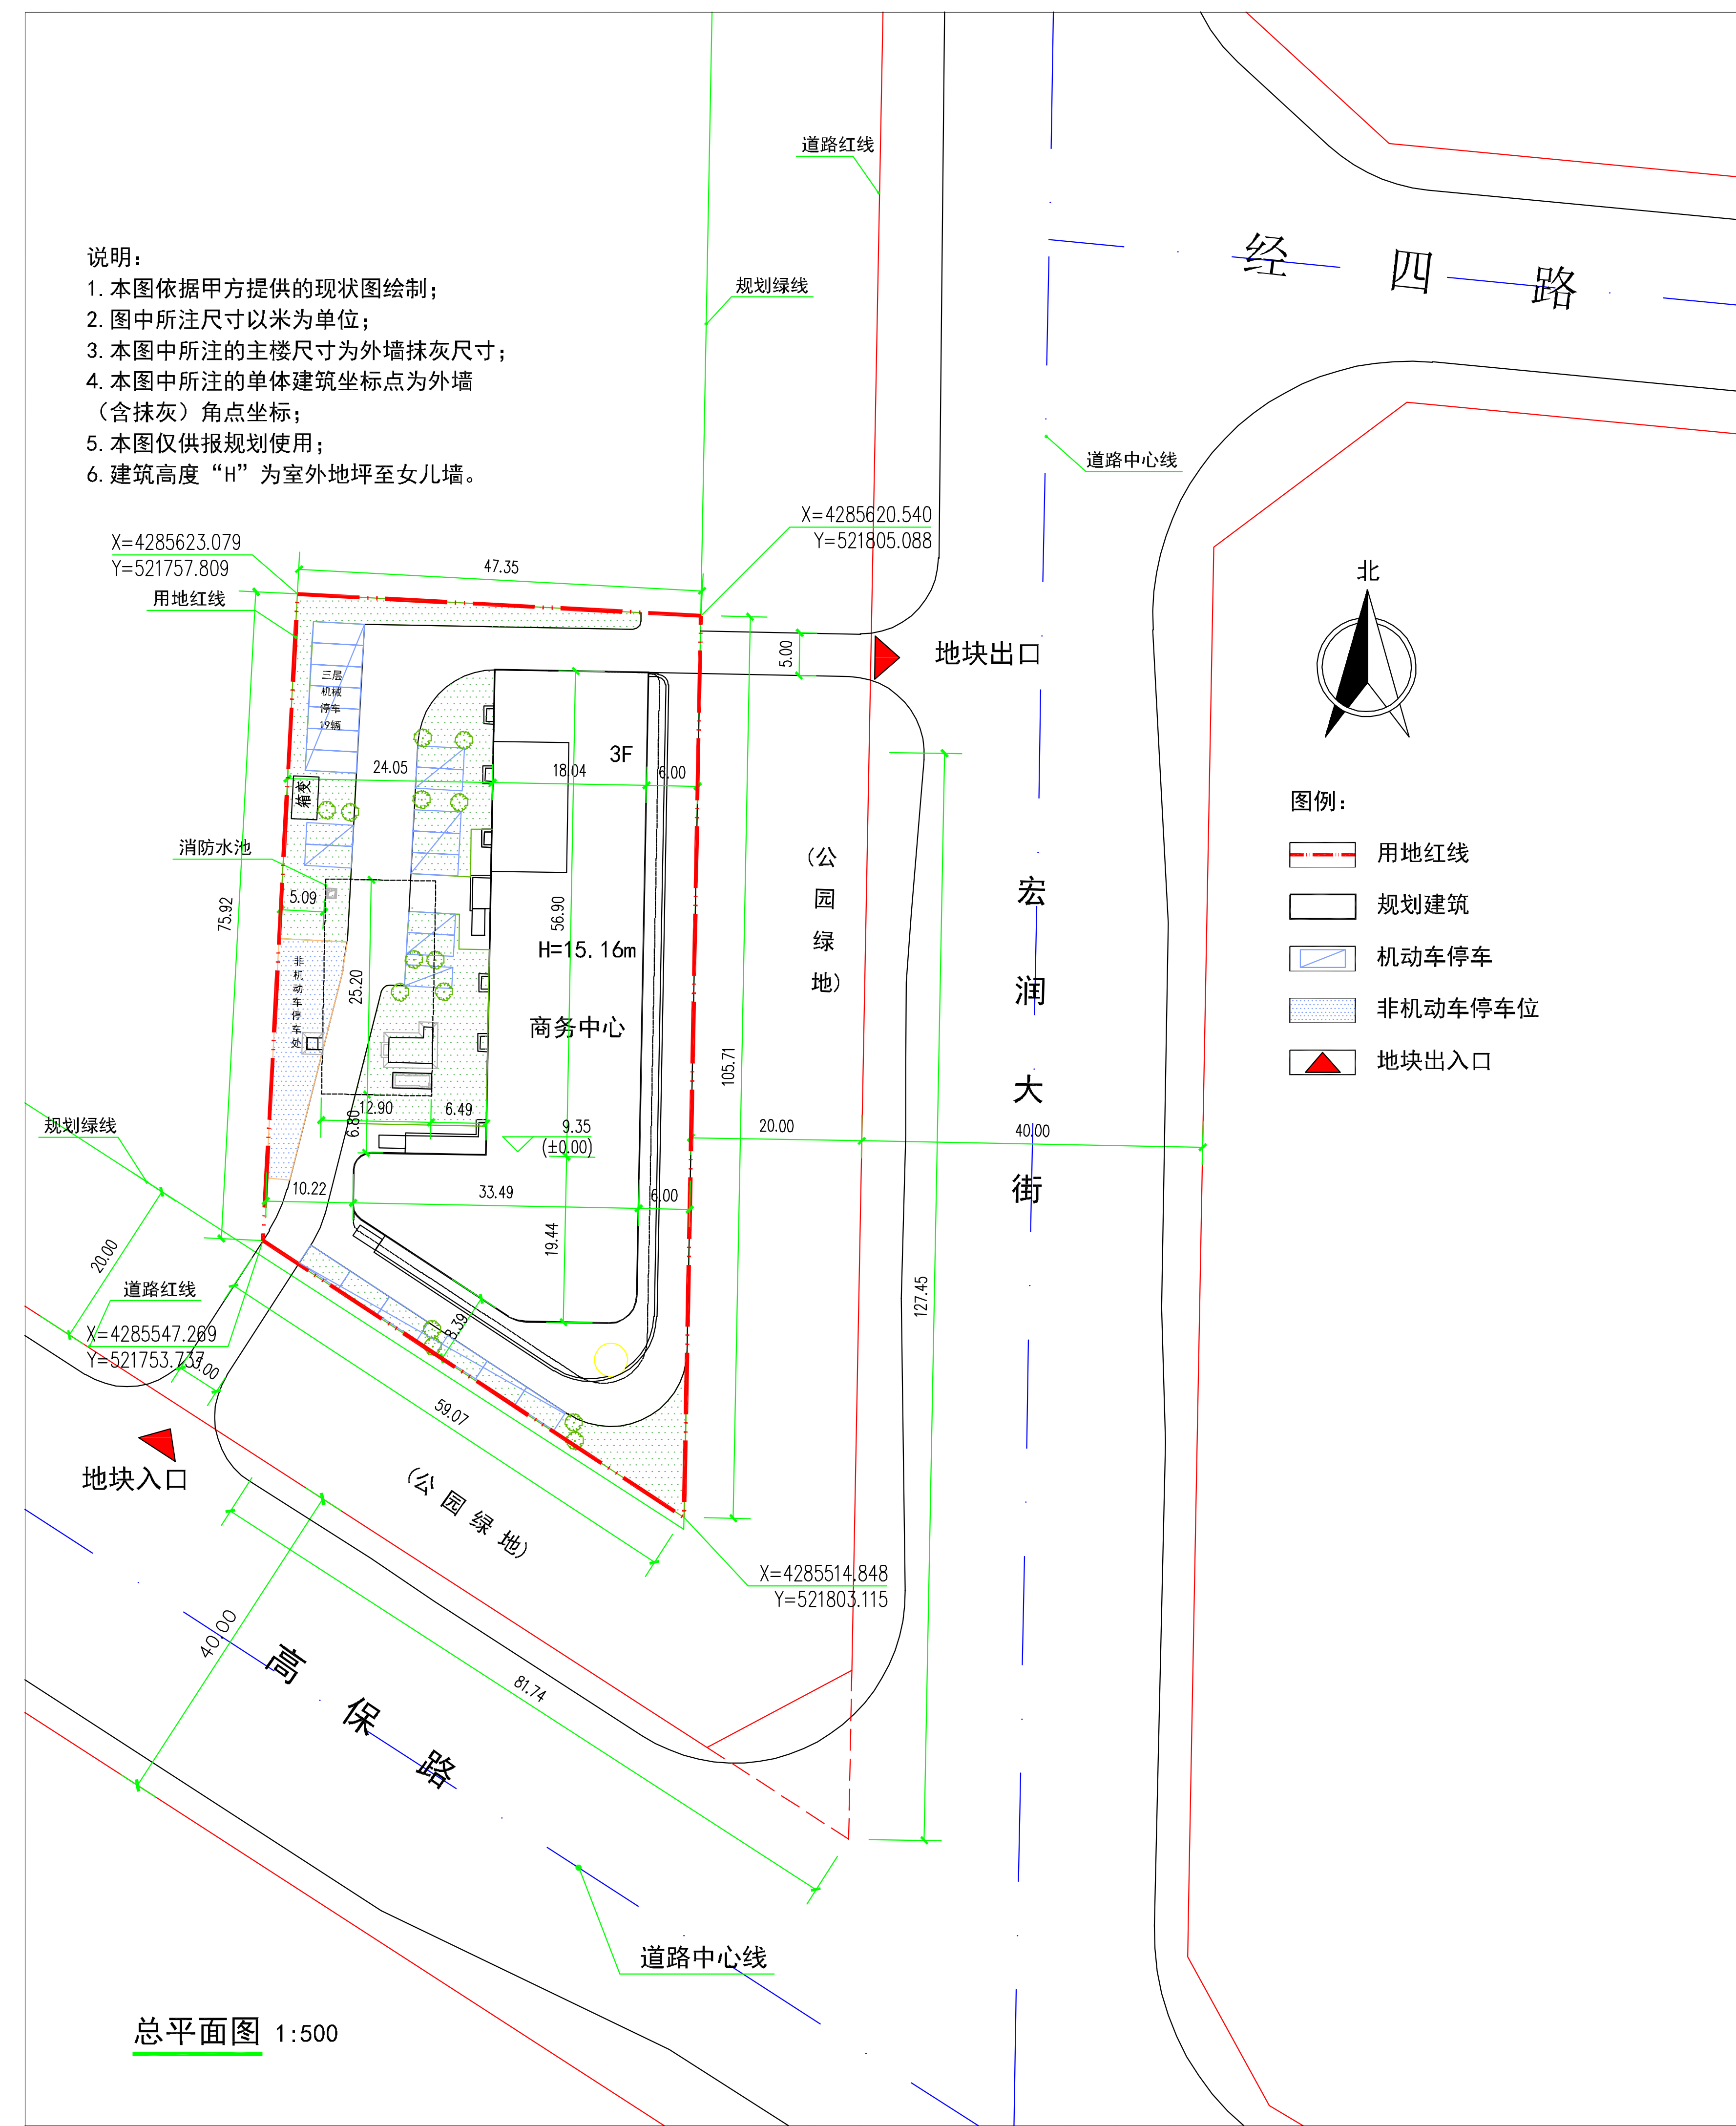 道路红线
经四路
说明：
1. 本图依据甲方提供的现状图绘制；
2. 图中所注尺寸以米为单位；
3. 本图中所注的主楼尺寸为外墙抹灰尺寸；
4. 本图中所注的单体建筑坐标点为外墙
（含抹灰）角点坐标；
5. 本图仅供报规划使用；
6. 建筑高度“H”为室外地坪至女儿墙。
规划绿线
道路中心线
X=4285623.079
Y=521757.809
用地红线
47.35
X=4285620.540
Y=521805.088
5.00
地块出口
北
三层
机械
停车
19辆
3F
24.05
18.04
6.00
箱变
消防水池
5.09
75.92
56.90
H=15.16m
25.20
非机动车停车处
商务中心
105.71
(公园绿地)
宏润大街
图例：
用地红线
规划建筑
机动车停车
非机动车停车位
地块出入口
12.90
6.49
6.80
9.35
(±0.00)
20.00
40.00
规划绿线
10.22
33.49
6.00
19.44
20.00
道路红线
X=4285547.269
Y=521753.737
5.00
8.39
127.45
59.07
地块入口
(公园绿地)
X=4285514.848
Y=521803.115
40.00
高保路
81.74
道路中心线
总平面图 1:500